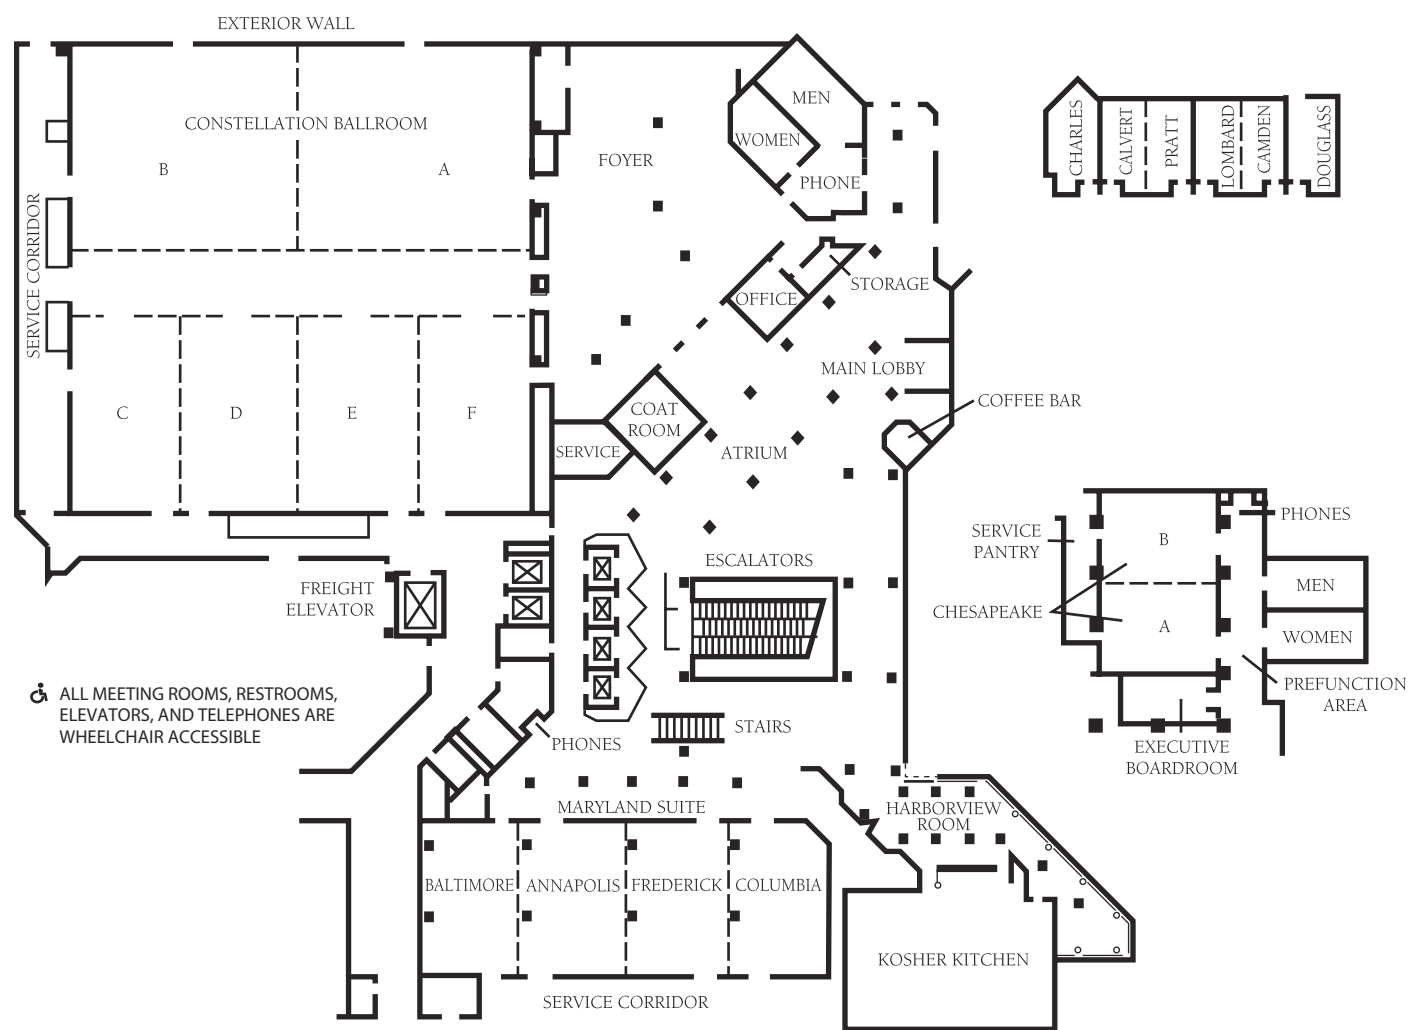 EXTERIOR WALL
CONSTELLATION BALLROOM
B
A
SERVICE CORRIDOR
C
D
E
F
FOYER
MEN
WOMEN
PHONE
STORAGE
OFFICE
MAIN LOBBY
COFFEE BAR
COAT
ROOM
SERVICE
ATRIUM
CHARLES
CALVERT
PRATT
LOMBARD
CAMDEN
DOUGLASS
ESCALATORS
FREIGHT
ELEVATOR
PHONES
SERVICE
PANTRY
B
CHESAPEAKE
A
MEN
WOMEN
PREFUNCTION
AREA
EXECUTIVE
BOARDROOM
ALL MEETING ROOMS, RESTROOMS,
ELEVATORS, AND TELEPHONES ARE
WHEELCHAIR ACCESSIBLE
STAIRS
PHONES
MARYLAND SUITE
HARBORVIEW
ROOM
BALTIMORE
ANNAPOLIS
FREDERICK
COLUMBIA
KOSHER KITCHEN
SERVICE CORRIDOR